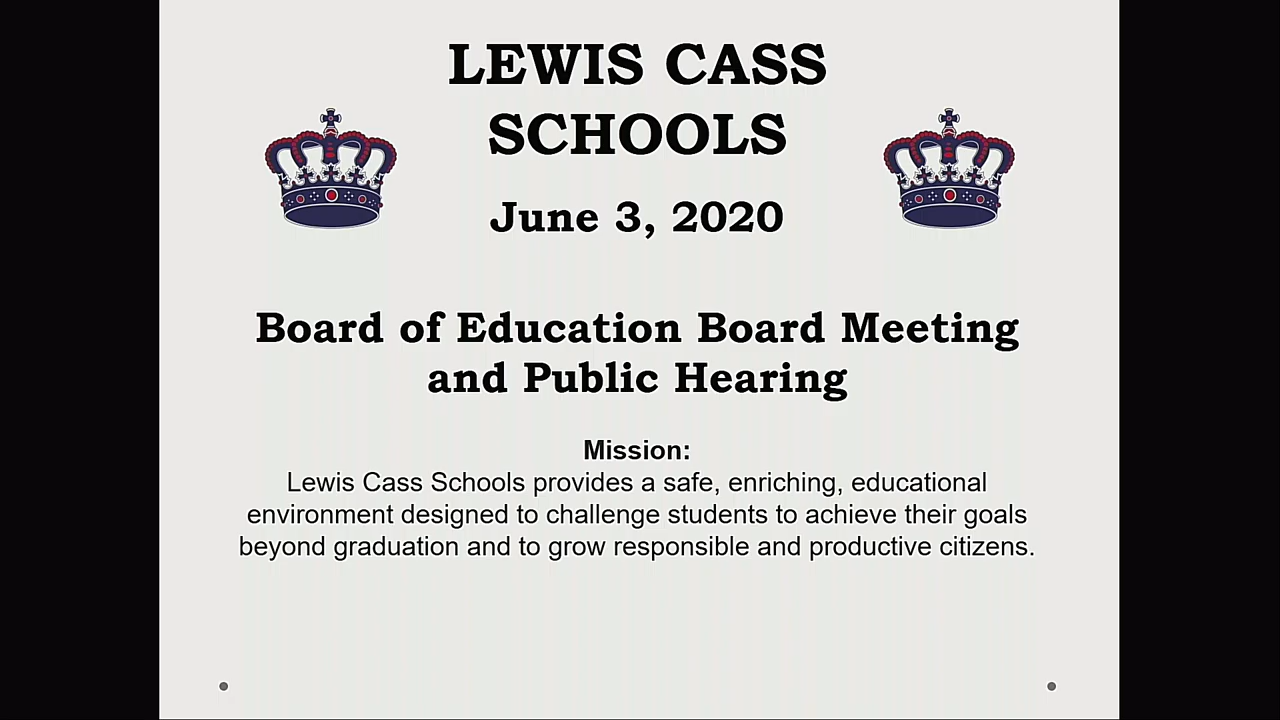 LEWIS CASS
SCHOOLS
June 3, 2020
Board of Education Board Meeting
and Public Hearing
Mission:
Lewis Cass Schools provides a safe, enriching, educational
environment designed to challenge students to achieve their goals
beyond graduation and to grow responsible and productive citizens.